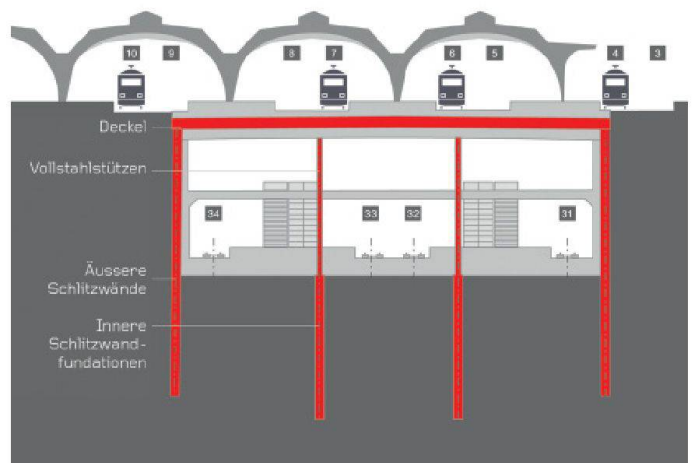 10 9 8 7 6 5 4 3
Deckel
Vollstahlstützen
34 33 32 31
Äussere
Schlitzwände
Innere
Schlitzwand-
fundationen